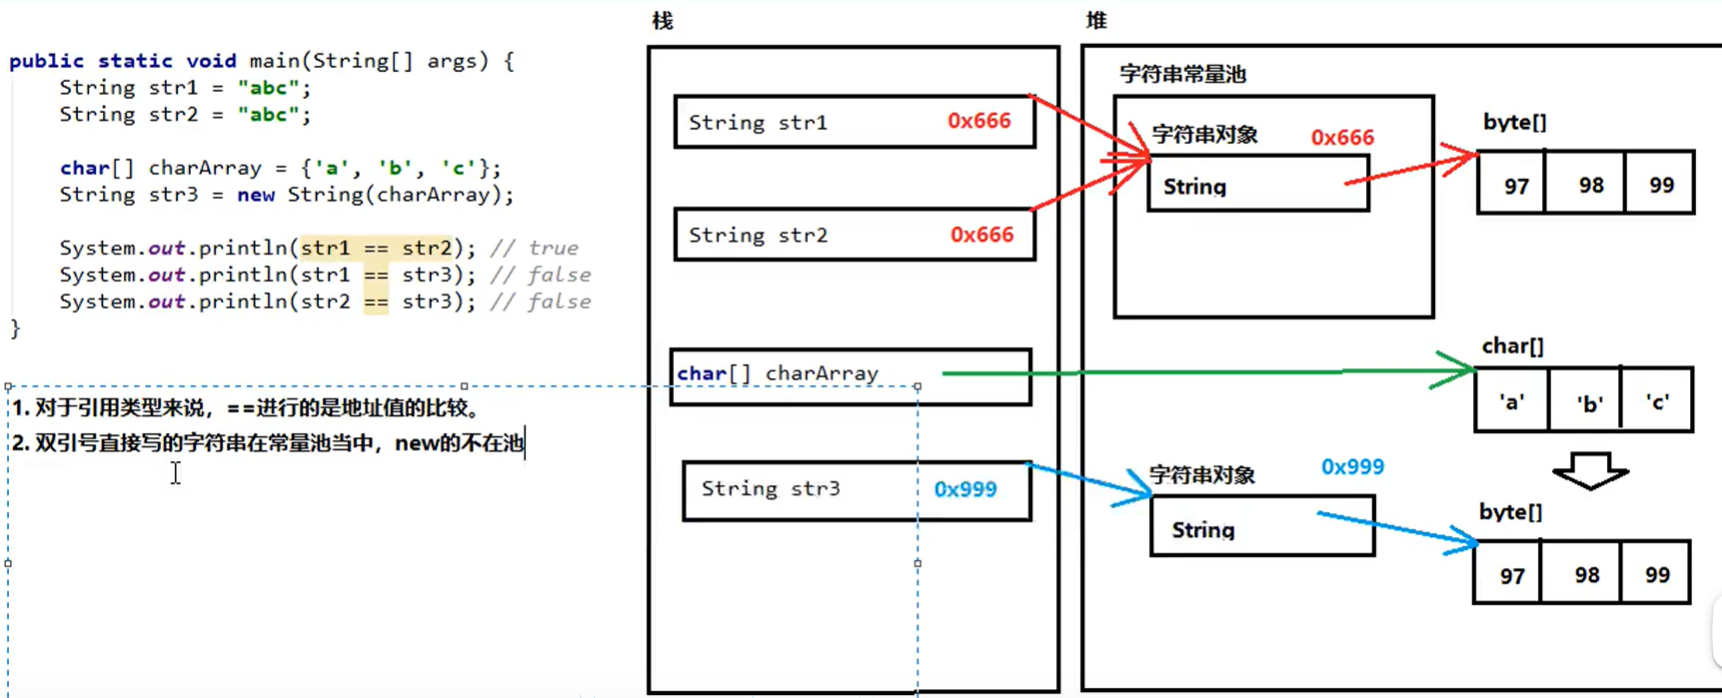 public static void main(String[] args) {
String str1 = "abc";
String str2 = "abc";
char[] charArray = {'a', 'b', 'c'};
String str3 = new String(charArray);
System.out.println(str1 == str2); // true
System.out.println(str1 == str3); // false
System.out.println(str2 == str3); // false
}
1. 对于引用类型来说，==进行的是地址值的比较。
2. 双引号直接写的字符串在常量池当中，new的不在池
栈
String str1 0x666
String str2 0x666
char[] charArray
String str3 0x999
堆
字符串常量池
字符串对象 0x666
String
byte[]
97 98 99
char[]
'a' 'b' 'c'
字符串对象 0x999
String
byte[]
97 98 99